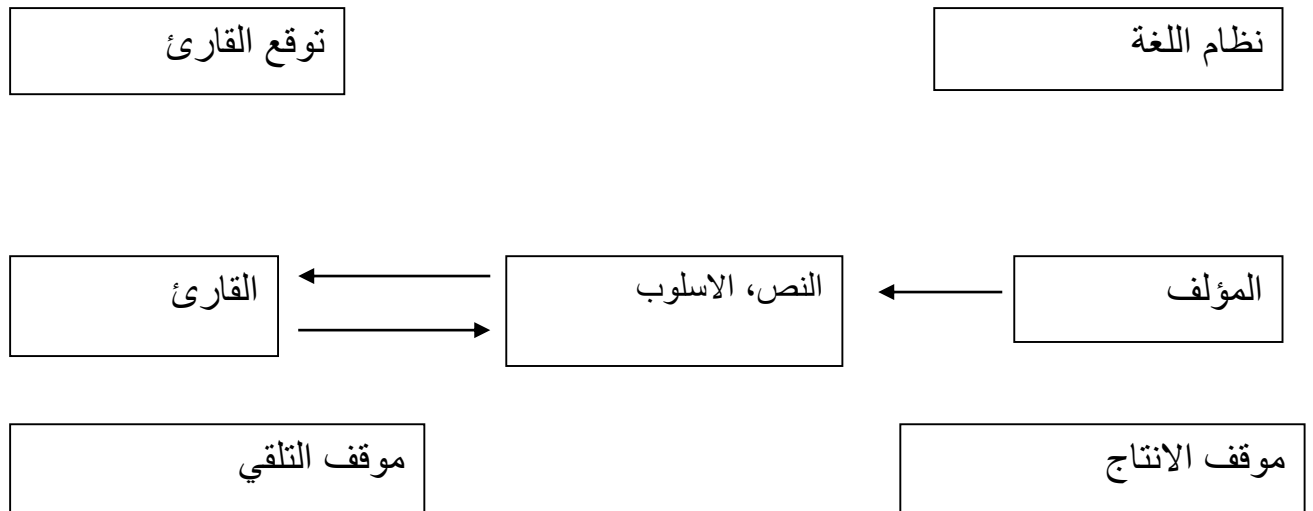 نظام اللغة
توقع القارئ
المؤلف
النص، الاسلوب
القارئ
موقف الانتاج
موقف التلقي